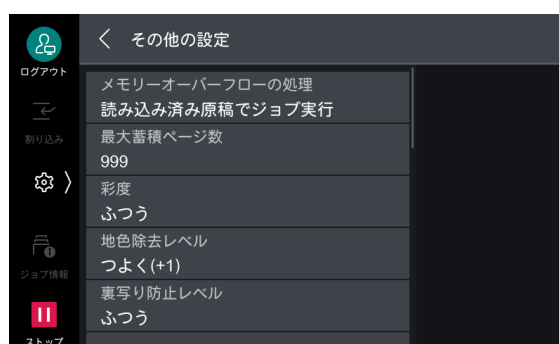 その他の設定
ログアウト
割り込み
ジョブ情報
ストップ
メモリーオーバーフローの処理
読み込み済み原稿でジョブ実行
最大蓄積ページ数
999
彩度
ふつう
地色除去レベル
つよく(+1)
裏写り防止レベル
ふつう